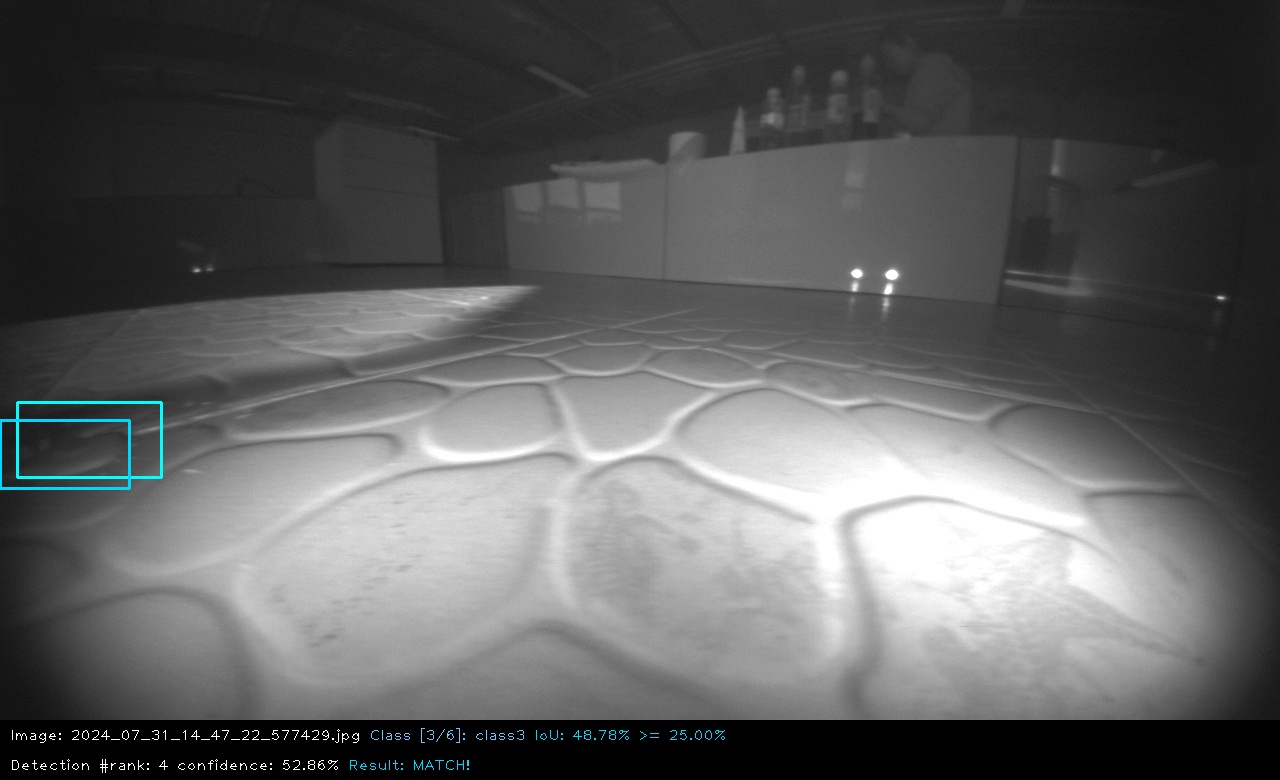 Image: 2024_07_31_14_47_22_577429.jpg Class [3/6]: class3 IoU: 48.78% >= 25.00%
Detection #rank: 4 confidence: 52.86% Result: MATCH!